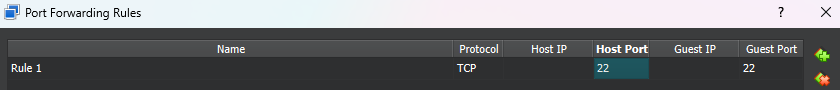 Port Forwarding Rules
Name Protocol Host IP Host Port Guest IP Guest Port
Rule 1 TCP 22 22